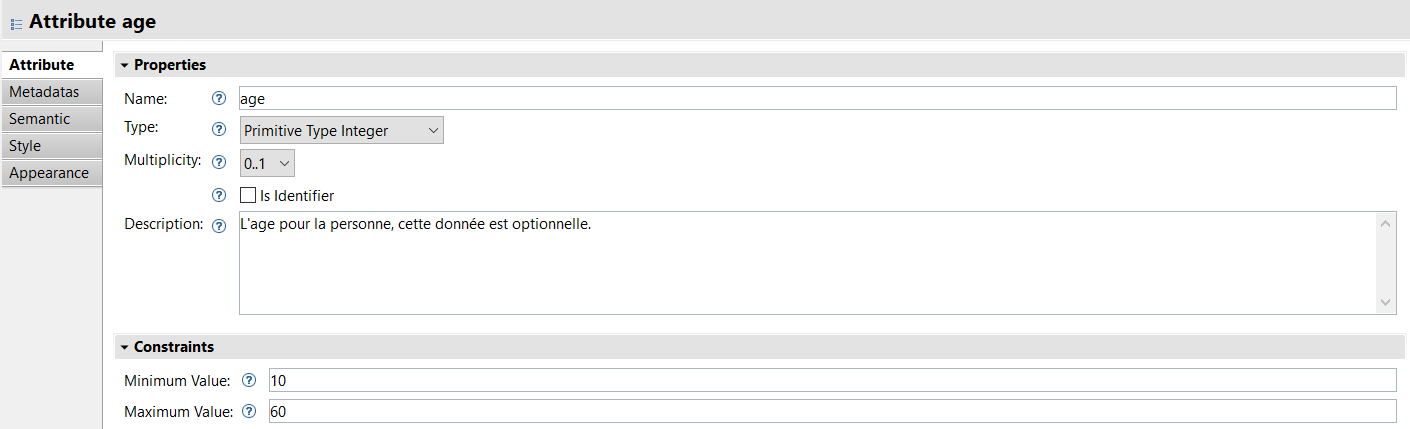 Attribute age
Attribute
Metadatas
Semantic
Style
Appearance
Properties
Name: ? age
Type: ? Primitive Type Integer
Multiplicity: ? 0..1
? Is Identifier
Description: ? L'age pour la personne, cette donnée est optionnelle.
Constraints
Minimum Value: ? 10
Maximum Value: ? 60